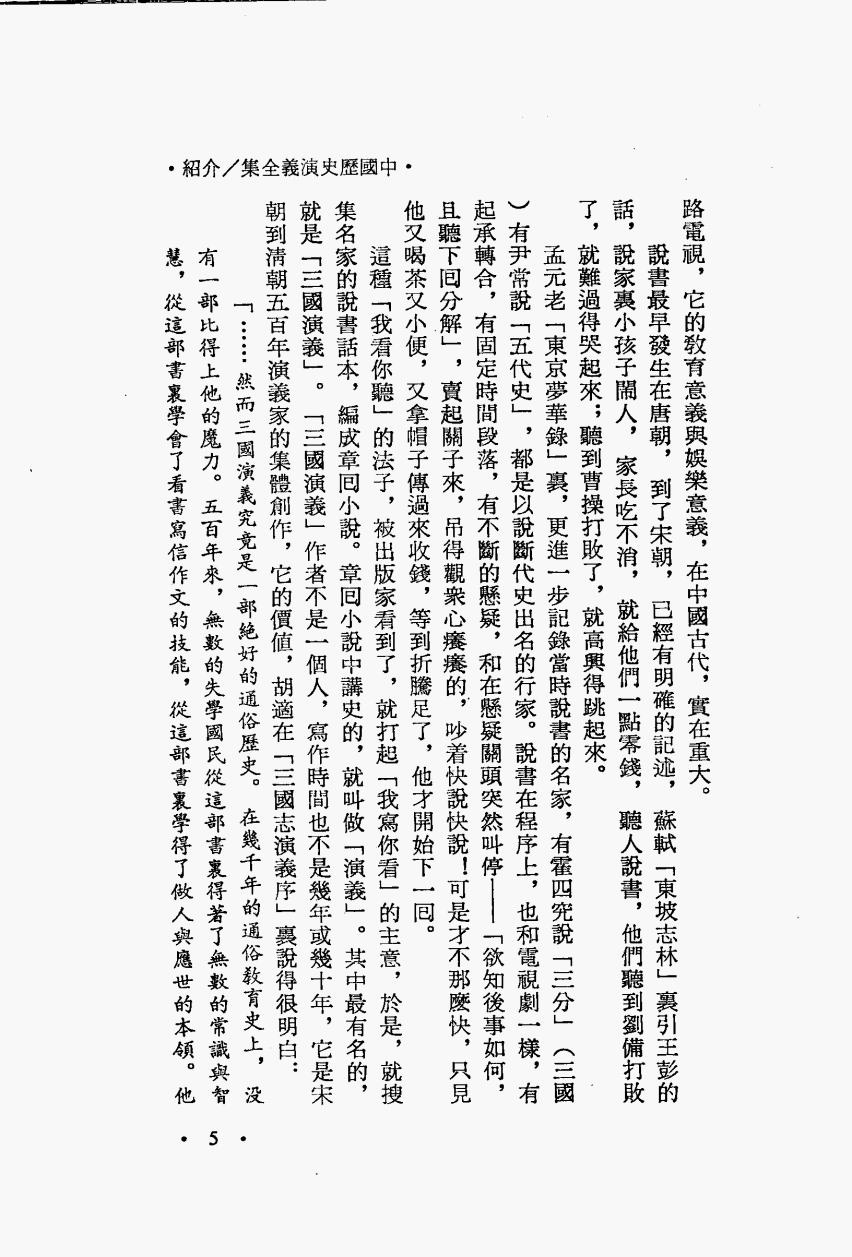 ·中國歷史演義全集／介紹·
路電視，它的敎育意義與娛樂意義，在中國古代，實在重大。
說書最早發生在唐朝，到了宋朝，已經有明確的記述，蘇軾「東坡志林」裏引王彭的
話，說家裏小孩子鬧人，家長吃不消，就給他們一點零錢，聽人說書，他們聽到劉備打敗
了，就難過得哭起來；聽到曹操打敗了，就高興得跳起來。
孟元老「東京夢華錄」裏，更進一步記錄當時說書的名家，有霍四究說「三分」（三國
）有尹常說「五代史」，都是以說斷代史出名的行家。說書在程序上，也和電視劇一樣，有
起承轉合，有固定時間段落，有不斷的懸疑，和在懸疑關頭突然叫停——「欲知後事如何，
且聽下囘分解」，賣起關子來，吊得觀衆心癢癢的，吵着快說快說！可是才不那麽快，只見
他又喝茶又小便，又拿帽子傳過來收錢，等到折騰足了，他才開始下一囘。
這種「我看你聽」的法子，被出版家看到了，就打起「我寫你看」的主意，於是，就搜
集名家的說書話本，編成章囘小說。章囘小說中講史的，就叫做「演義」。其中最有名的，
就是「三國演義」。「三國演義」作者不是一個人，寫作時間也不是幾年或幾十年，它是宋
朝到淸朝五百年演義家的集體創作，它的價値，胡適在「三國志演義序」裏說得很明白：
「……然而三國演義究竟是一部絕好的通俗歷史。在幾千年的通俗敎育史上，沒
有一部比得上他的魔力。五百年來，無數的失學國民從這部書裏得著了無數的常識與智
慧，從這部書裏學會了看書寫信作文的技能，從這部書裏學得了做人與應世的本領。他
·5·